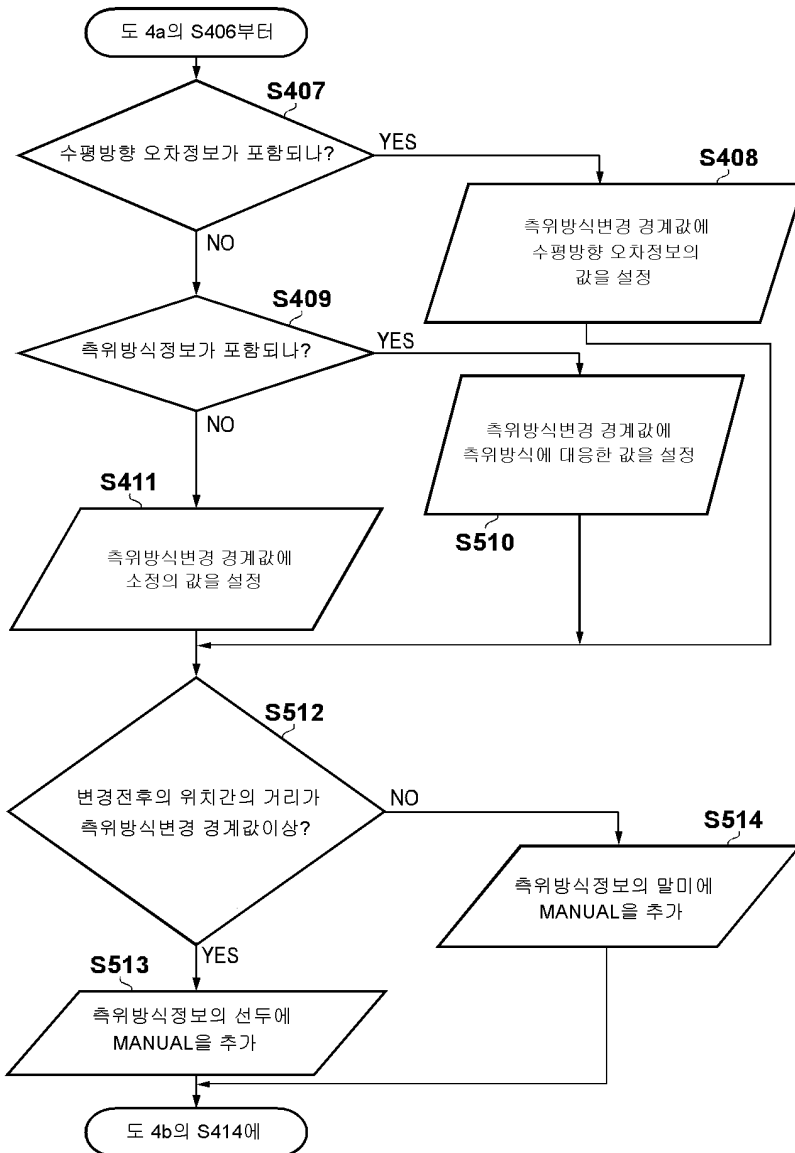 도 4a의 S406부터
S407
수평방향 오차정보가 포함되나?
YES
S408
측위방식변경 경계값에
수평방향 오차정보의
값을 설정
NO
S409
측위방식정보가 포함되나?
YES
측위방식변경 경계값에
측위방식에 대응한 값을 설정
S510
NO
S411
측위방식변경 경계값에
소정의 값을 설정
S512
변경전후의 위치간의 거리가
측위방식변경 경계값이상?
NO
S514
측위방식정보의 말미에
MANUAL을 추가
YES
S513
측위방식정보의 선두에
MANUAL을 추가
도 4b의 S414에